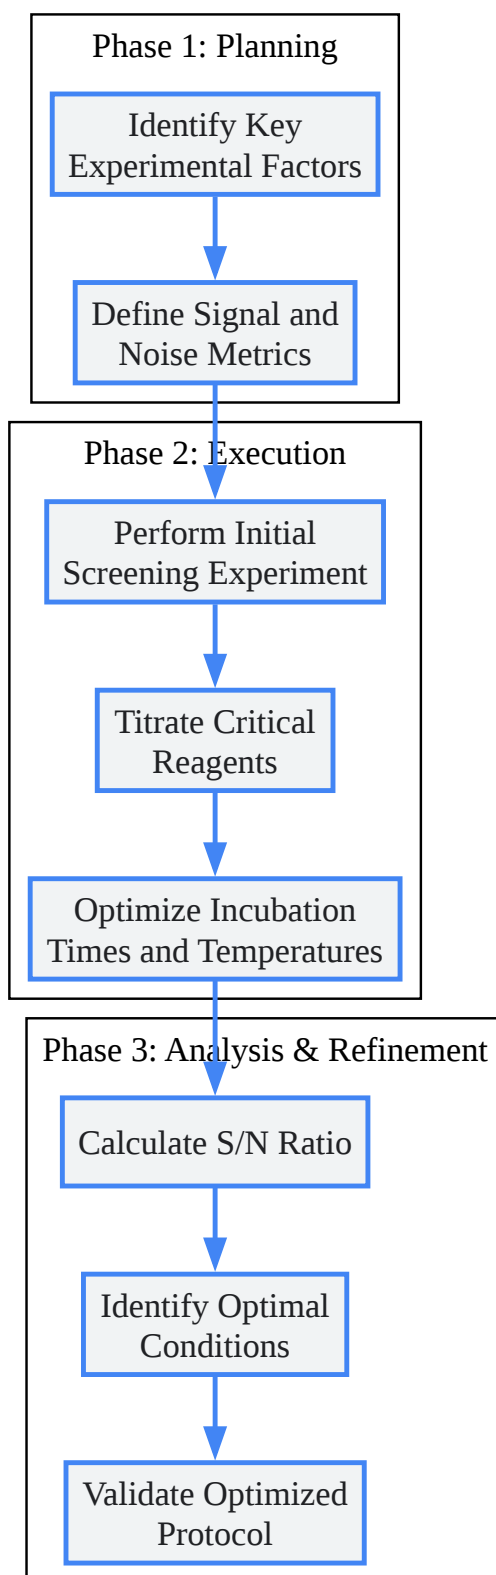 Phase 1: Planning
Identify Key
Experimental Factors
Define Signal and
Noise Metrics
Phase 2: Execution
Perform Initial
Screening Experiment
Titrate Critical
Reagents
Optimize Incubation
Times and Temperatures
Phase 3: Analysis & Refinement
Calculate S/N Ratio
Identify Optimal
Conditions
Validate Optimized
Protocol